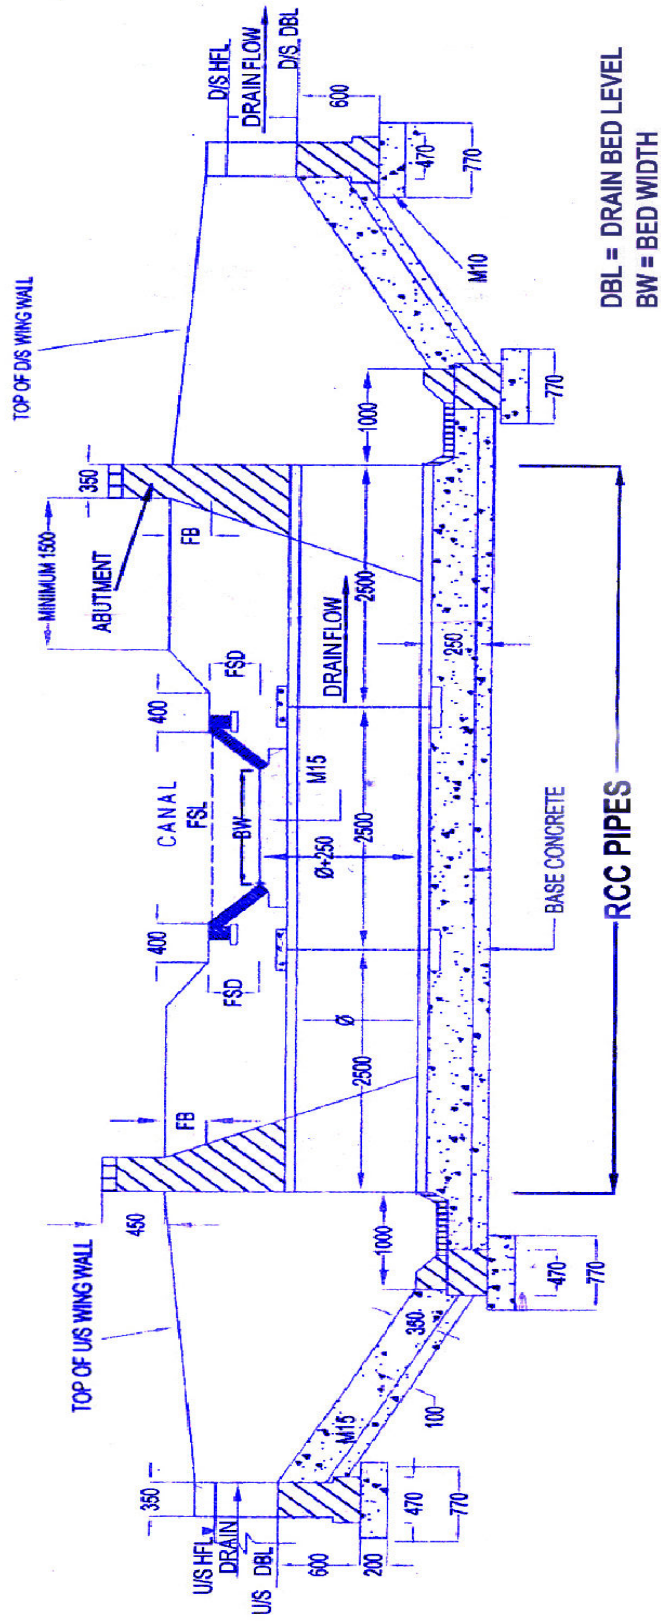 TOP OF U/S WING WALL
TOP OF D/S WING WALL
MINIMUM 1500
350
ABUTMENT
450
FB
FB
400
400
CANAL
FSL
FSD
FSD
BW
M15
350
U/S HFL
DRAIN
U/S DBL
600
200
470
770
M15
350
100
1000
470
770
Ø
2500
Ø+250
2500
DRAIN FLOW
2500
250
1000
770
BASE CONCRETE
RCC PIPES
D/S HFL
DRAIN FLOW
D/S DBL
600
470
770
M10
DBL = DRAIN BED LEVEL
BW = BED WIDTH